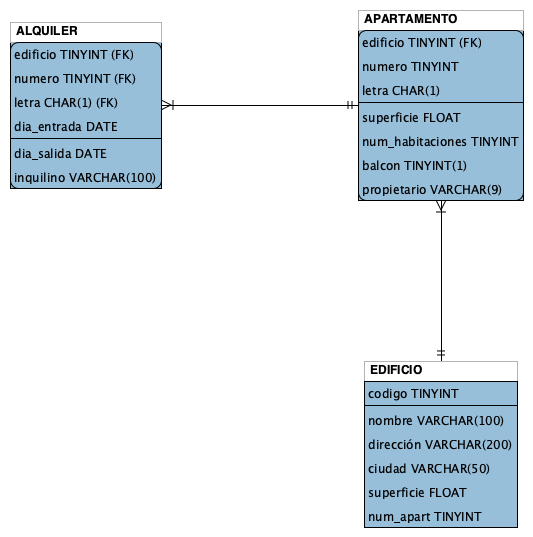 ALQUILER
edificio TINYINT (FK)
numero TINYINT (FK)
letra CHAR(1) (FK)
dia_entrada DATE
dia_salida DATE
inquilino VARCHAR(100)
APARTAMENTO
edificio TINYINT (FK)
numero TINYINT
letra CHAR(1)
superficie FLOAT
num_habitaciones TINYINT
balcon TINYINT(1)
propietario VARCHAR(9)
EDIFICIO
codigo TINYINT
nombre VARCHAR(100)
dirección VARCHAR(200)
ciudad VARCHAR(50)
superficie FLOAT
num_apart TINYINT